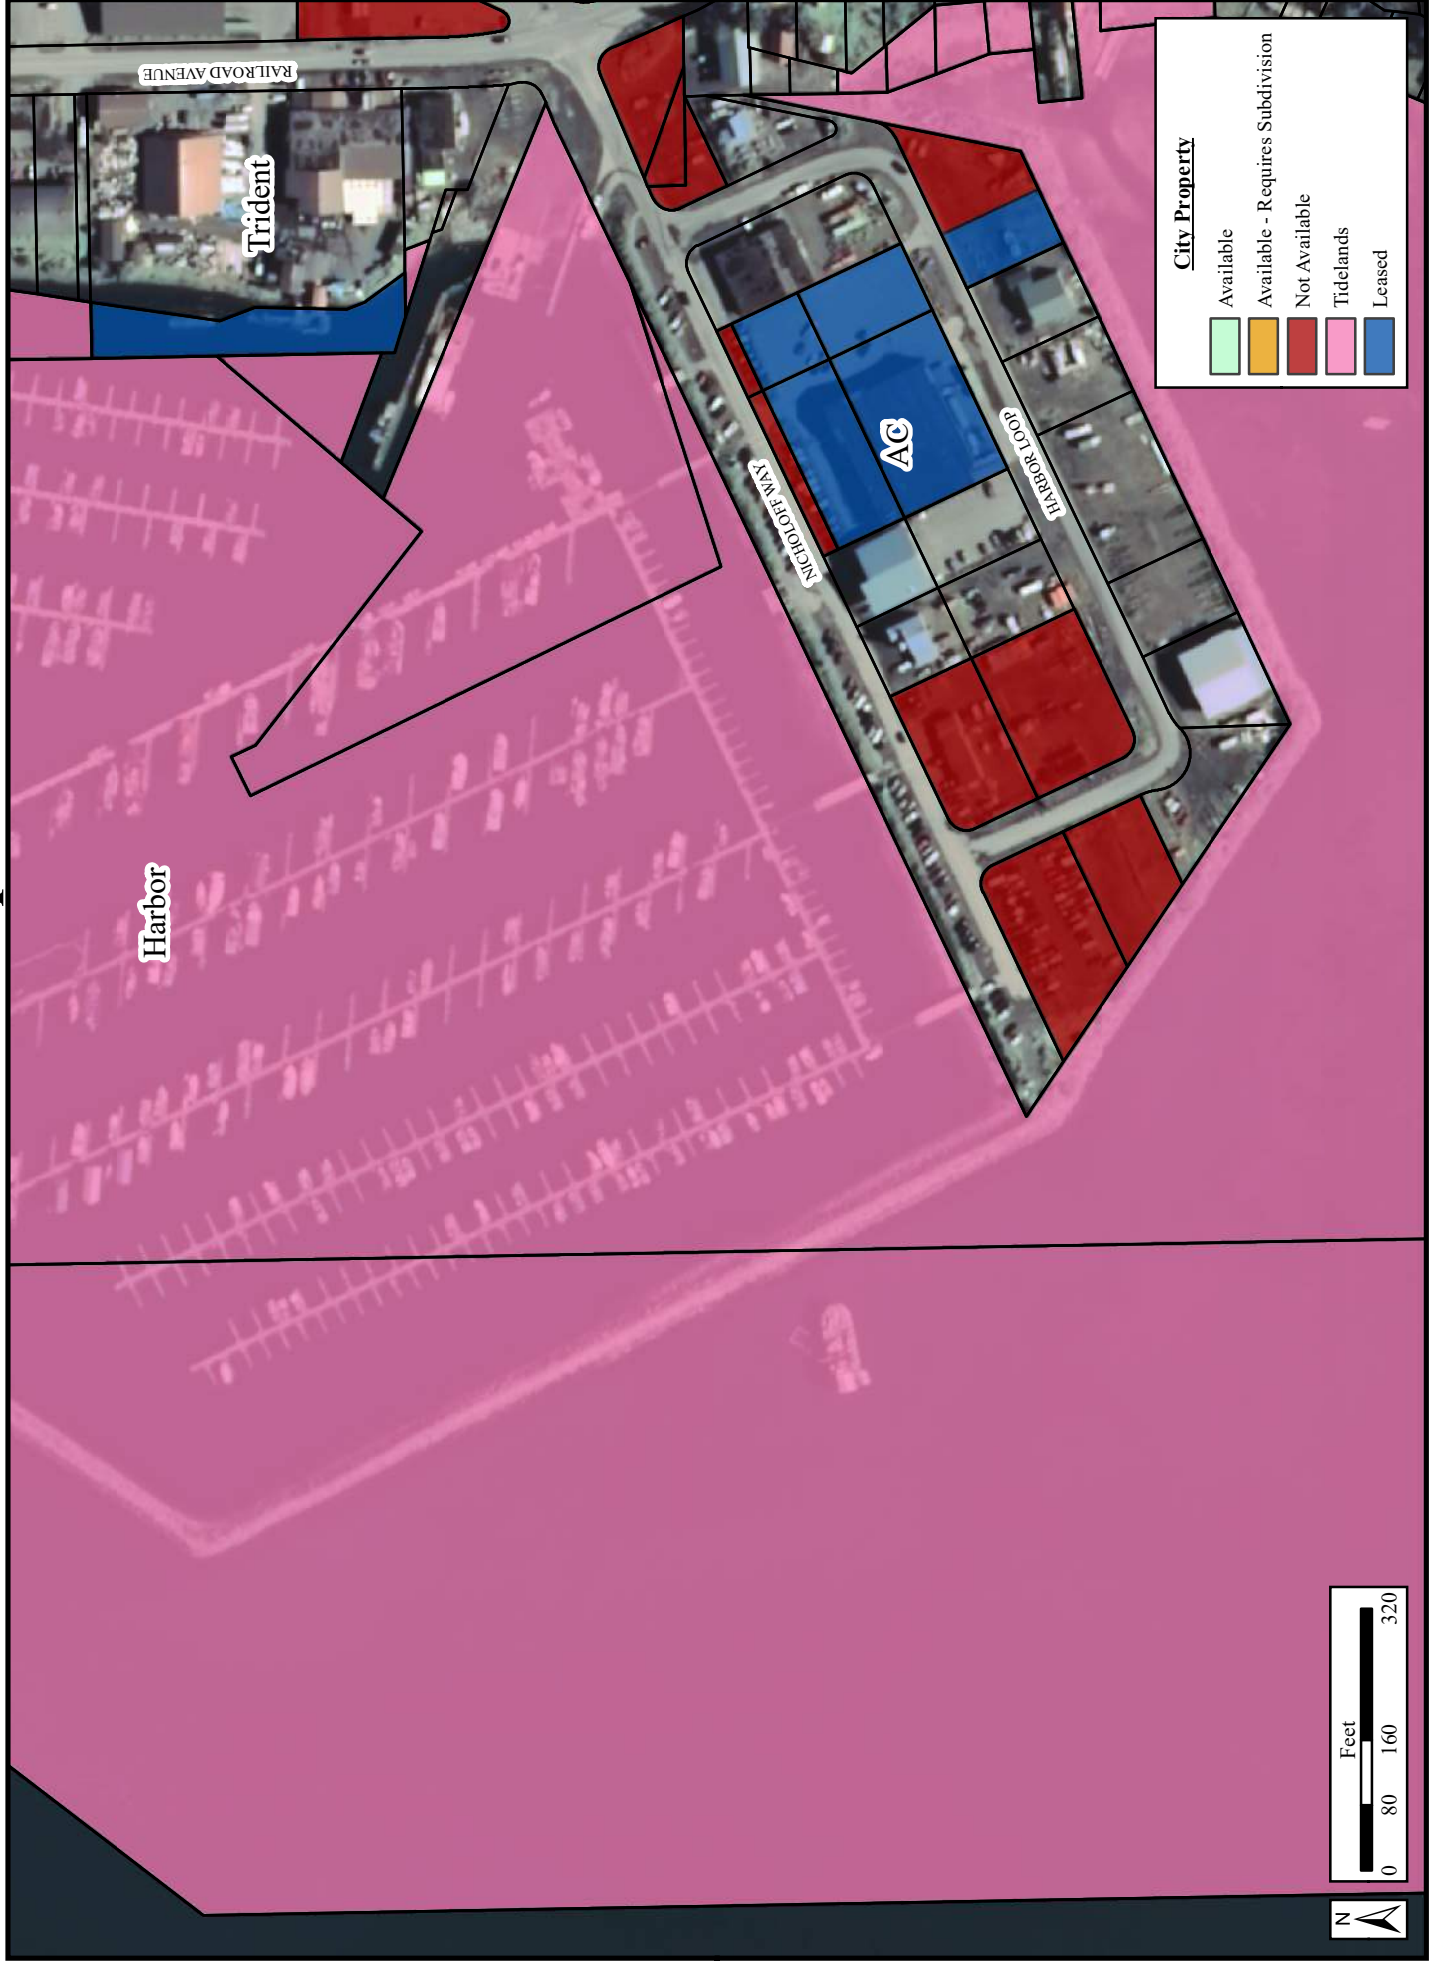 RAILROAD AVENUE
Trident
Harbor
NICHOLOFF WAY
AC
HARBOR LOOP
City Property
Available
Available - Requires Subdivision
Not Available
Tidelands
Leased
Feet
0 80 160 320
N